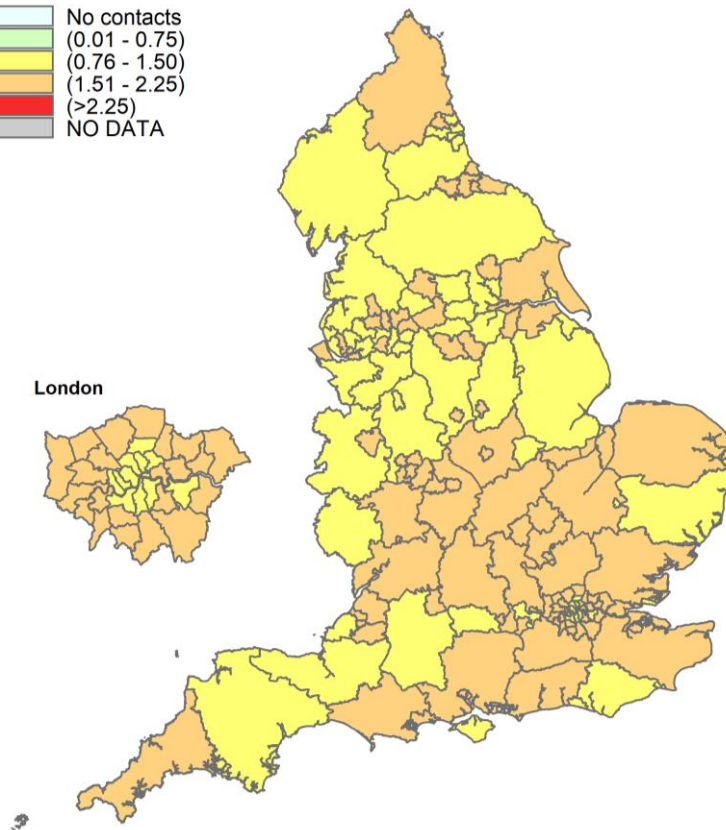 No contacts
(0.01 - 0.75)
(0.76 - 1.50)
(1.51 - 2.25)
(>2.25)
NO DATA
London